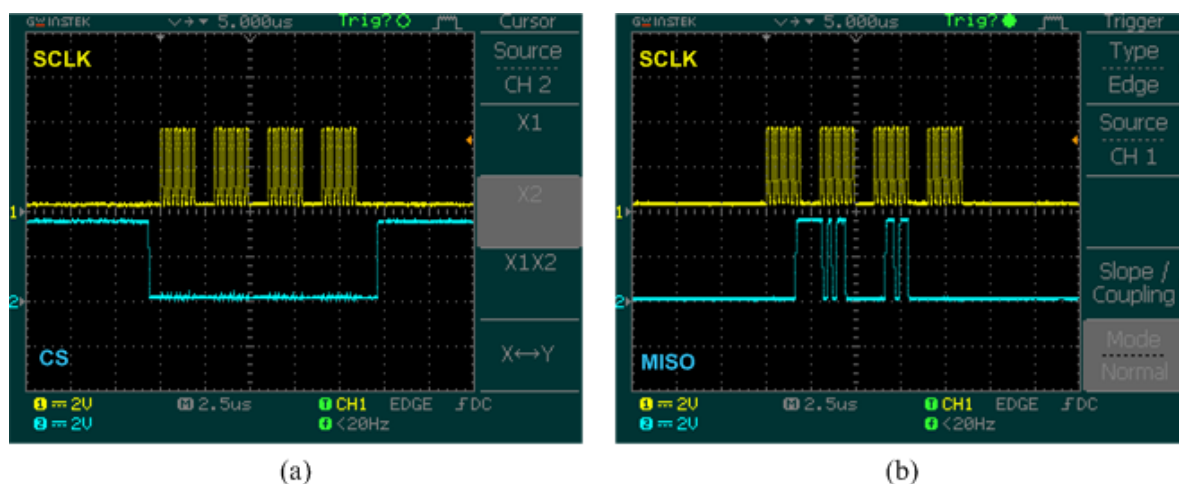 GW INSTEK 5.000us Trig? Cursor
SCLK
Source
CH 2
X1
X2
1
X1X2
2
CS
X↔Y
1 2V M 2.5us T CH1 EDGE DC
2 2V f <20Hz
(a)
GW INSTEK 5.000us Trig? Trigger
SCLK
Type
Edge
Source
CH 1
1
Slope /
Coupling
2
MISO
Mode
Normal
1 2V M 2.5us T CH1 EDGE DC
2 2V f <20Hz
(b)